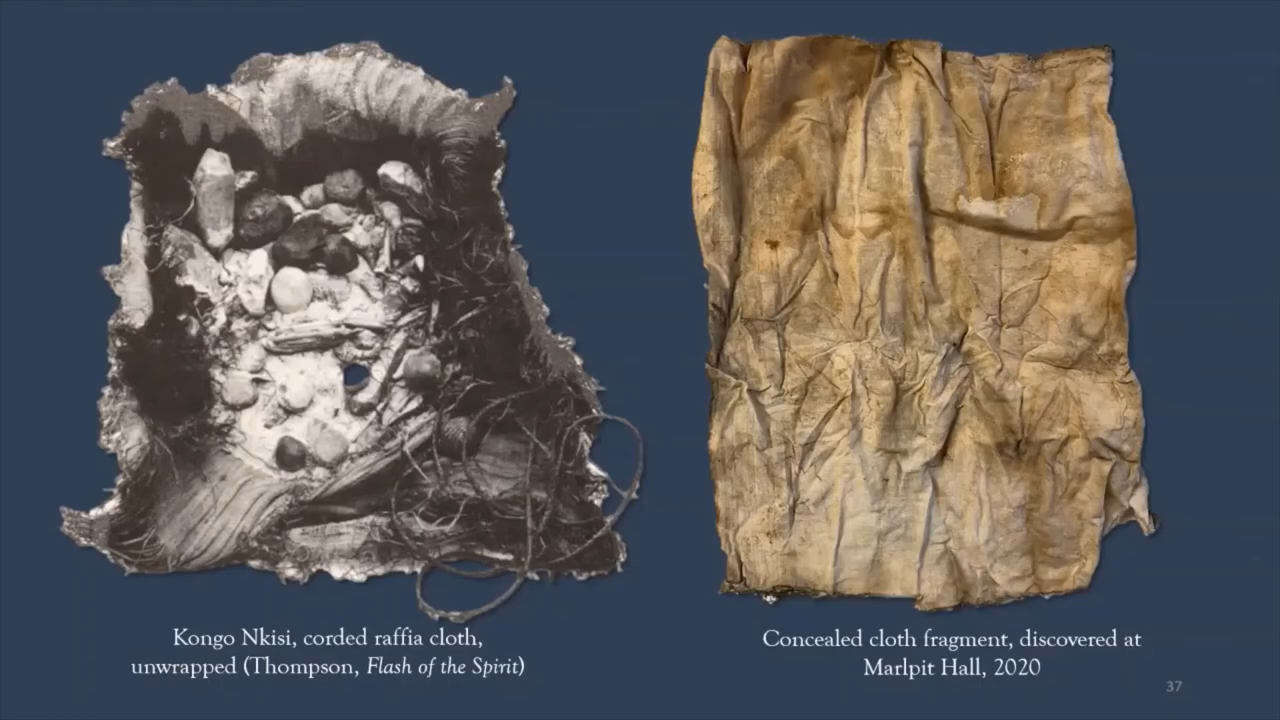 Kongo Nkisi, corded raffia cloth,
unwrapped (Thompson, Flash of the Spirit)
Concealed cloth fragment, discovered at
Marlpit Hall, 2020
37